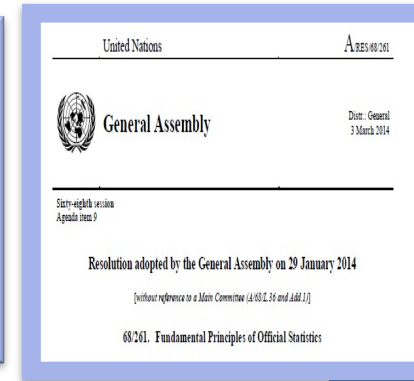 United Nations A/RES/68/261
General Assembly
Distr.: General
3 March 2014
Sixty-eighth session
Agenda item 9
Resolution adopted by the General Assembly on 29 January 2014
[without reference to a Main Committee (A/68/L.36 and Add.1)]
68/261. Fundamental Principles of Official Statistics